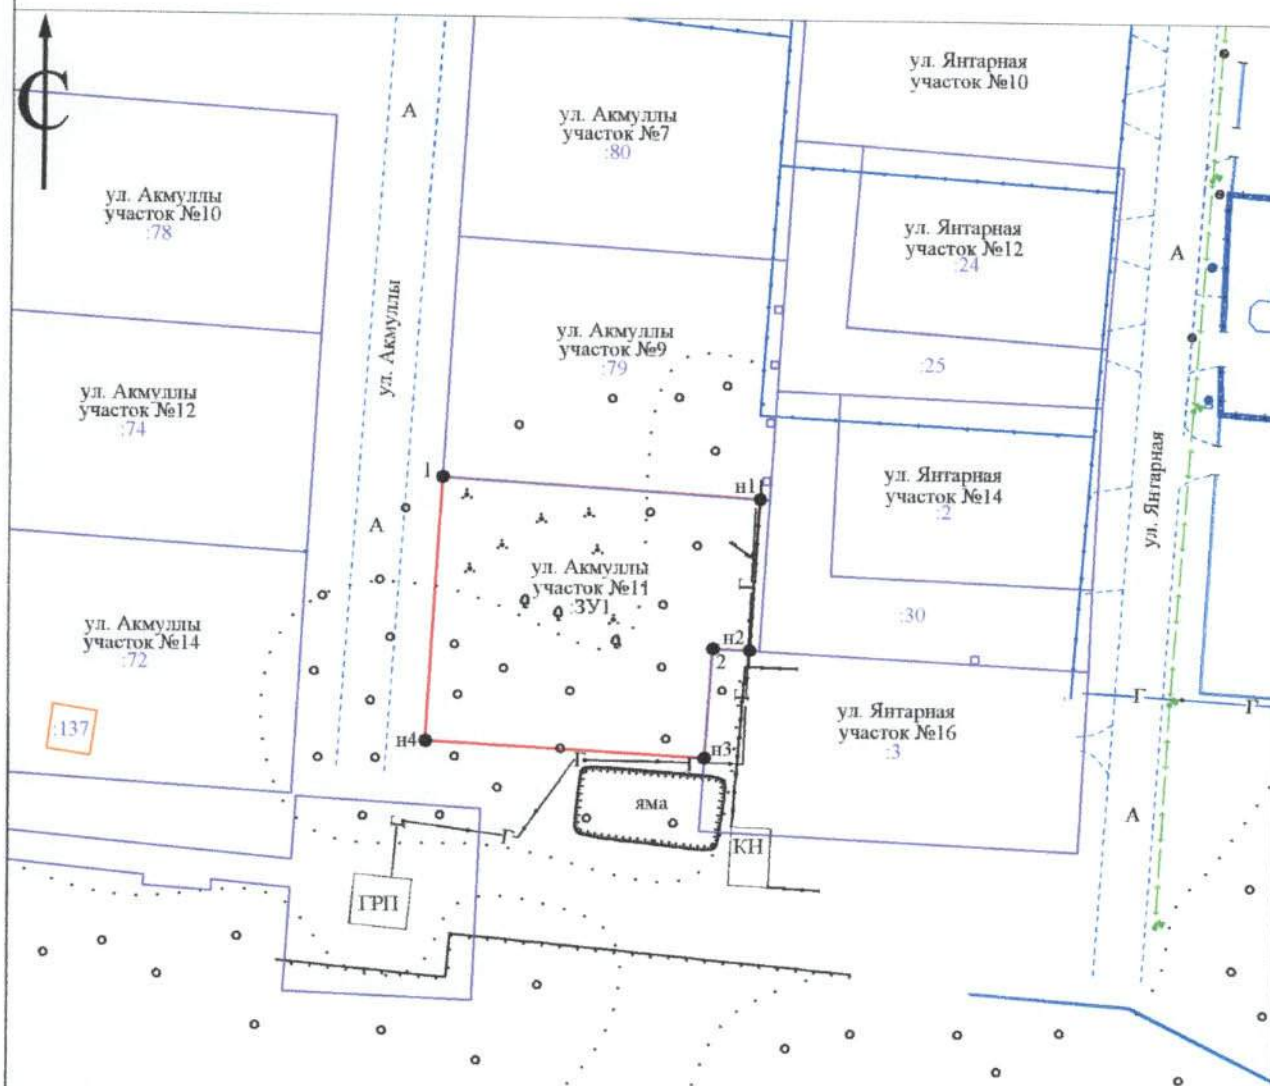 С
А
ул. Акмуллы
участок №7
:80
ул. Янтарная
участок №10
ул. Акмуллы
участок №10
:78
ул. Янтарная
участок №12
:24
А
ул. Акмуллы
ул. Акмуллы
участок №9
:79
:25
ул. Акмуллы
участок №12
:74
1
н1
ул. Янтарная
участок №14
:2
ул. Янтарная
А
ул. Акмуллы
участок №11
:ЗУ1
Г
:30
ул. Акмуллы
участок №14
:72
2
н2
Г
:137
н4
н3
ул. Янтарная
участок №16
:3
Г
Г
Г
Г
яма
А
Г
Г
КН
ГРП